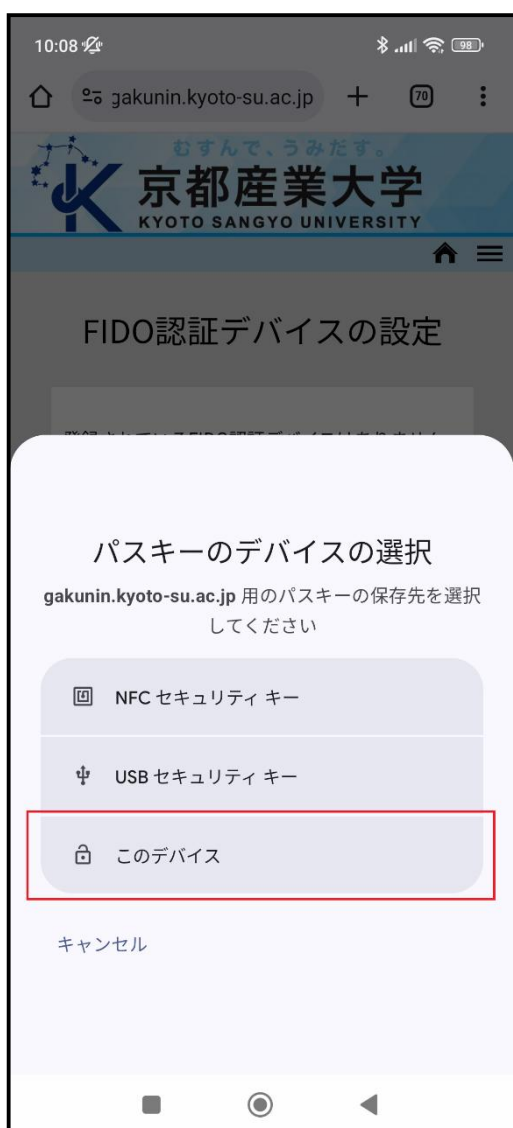 10:08
98
gakunin.kyoto-su.ac.jp
70
むすんで、うみだす。
京都産業大学
KYOTO SANGYO UNIVERSITY
FIDO認証デバイスの設定
パスキーのデバイスの選択
gakunin.kyoto-su.ac.jp 用のパスキーの保存先を選択
してください
NFC セキュリティ キー
USB セキュリティ キー
このデバイス
キャンセル